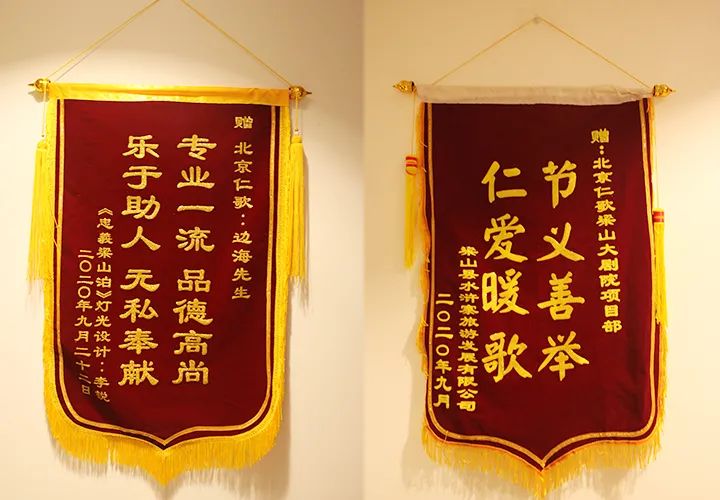 赠 北京仁歌：边海先生
专业一流 品德高尚
乐于助人 无私奉献
《忠義梁山泊》灯光设计：李锐
二〇二〇年九月二十二日
赠：北京仁歌梁山大剧院项目部
节义善举
仁爱暖歌
梁山县水浒寨旅游发展有限公司
二〇二〇年九月